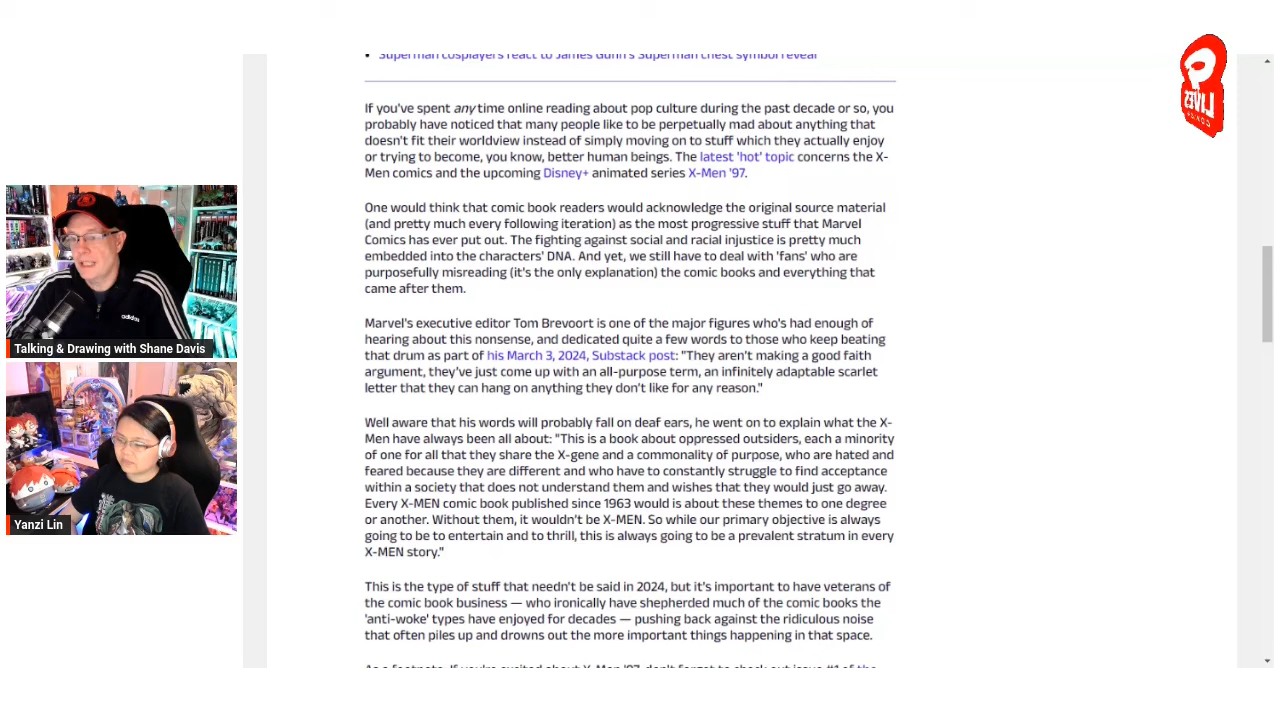 Superman cosplayers react to James Gunn's Superman chest symbol reveal
If you've spent any time online reading about pop culture during the past decade or so, you
probably have noticed that many people like to be perpetually mad about anything that
doesn't fit their worldview instead of simply moving on to stuff which they actually enjoy
or trying to become, you know, better human beings. The latest 'hot' topic concerns the X-
Men comics and the upcoming Disney+ animated series X-Men '97.
One would think that comic book readers would acknowledge the original source material
(and pretty much every following iteration) as the most progressive stuff that Marvel
Comics has ever put out. The fighting against social and racial injustice is pretty much
embedded into the characters' DNA. And yet, we still have to deal with 'fans' who are
purposefully misreading (it's the only explanation) the comic books and everything that
came after them.
Marvel's executive editor Tom Brevoort is one of the major figures who's had enough of
hearing about this nonsense, and dedicated quite a few words to those who keep beating
that drum as part of his March 3, 2024, Substack post: "They aren't making a good faith
argument, they've just come up with an all-purpose term, an infinitely adaptable scarlet
letter that they can hang on anything they don't like for any reason."
Well aware that his words will probably fall on deaf ears, he went on to explain what the X-
Men have always been all about: "This is a book about oppressed outsiders, each a minority
of one for all that they share the X-gene and a commonality of purpose, who are hated and
feared because they are different and who have to constantly struggle to find acceptance
within a society that does not understand them and wishes that they would just go away.
Every X-MEN comic book published since 1963 would is about these themes to one degree
or another. Without them, it wouldn't be X-MEN. So while our primary objective is always
going to be to entertain and to thrill, this is always going to be a prevalent stratum in every
X-MEN story."
This is the type of stuff that needn't be said in 2024, but it's important to have veterans of
the comic book business — who ironically have shepherded much of the comic books the
'anti-woke' types have enjoyed for decades — pushing back against the ridiculous noise
that often piles up and drowns out the more important things happening in that space.
As a footnote: If you're excited about X-Men '97, don't forget to check out issue #1 of the
adidas
Talking & Drawing with Shane Davis
Yanzi Lin
LIVES